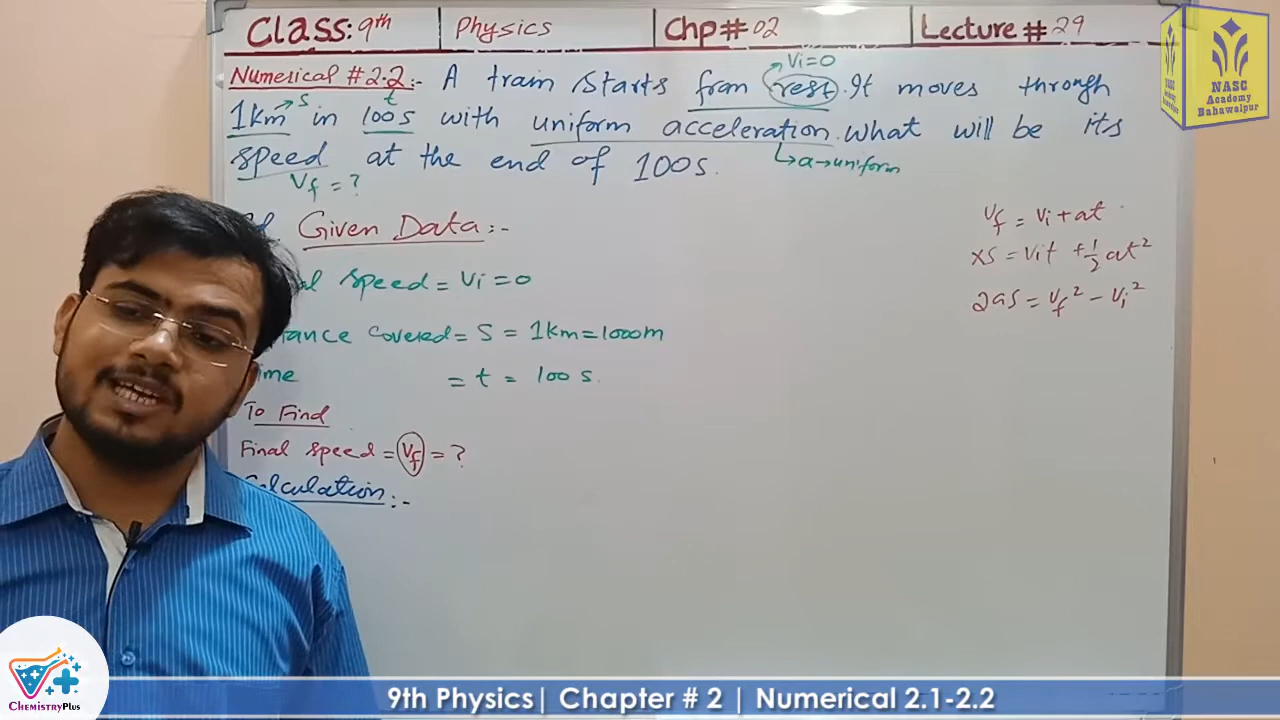 Class: 9th Physics Chp# 02 Lecture# 29
Vi=0
Numerical #2.2:- A train starts from rest. It moves through
s t
1km in 100s with uniform acceleration. what will be its
speed at the end of 100s.
a→uniform
Vf = ?
Given Data:-
speed = Vi = 0
covered = S = 1km = 1000m
= t = 100 s.
To Find
Final speed = Vf = ?
Calculation:-
vf = vi + at
xS = vit + 1/2 at²
2aS = vf² - vi²
NASC
Academy
Bahawalpur
ChemistryPlus
9th Physics| Chapter # 2 | Numerical 2.1-2.2